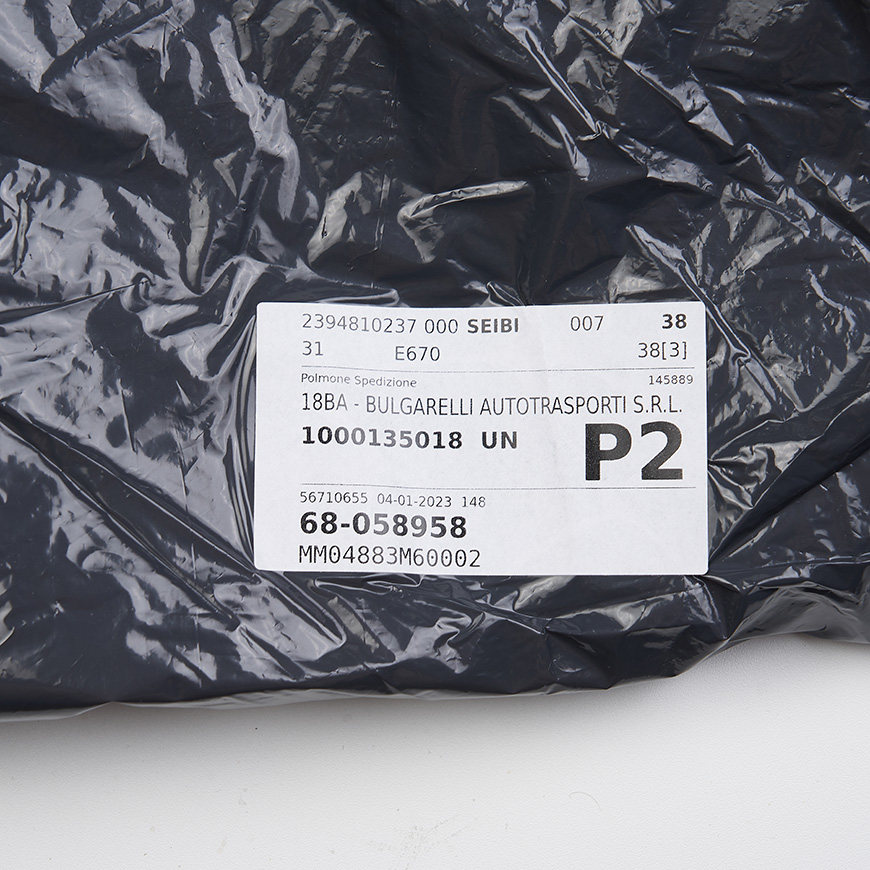 2394810237 000 SEIBI 007 38
31 E670 38[3]
Polmone Spedizione 145889
18BA - BULGARELLI AUTOTRASPORTI S.R.L.
1000135018 UN P2
56710655 04-01-2023 148
68-058958
MM04883M60002